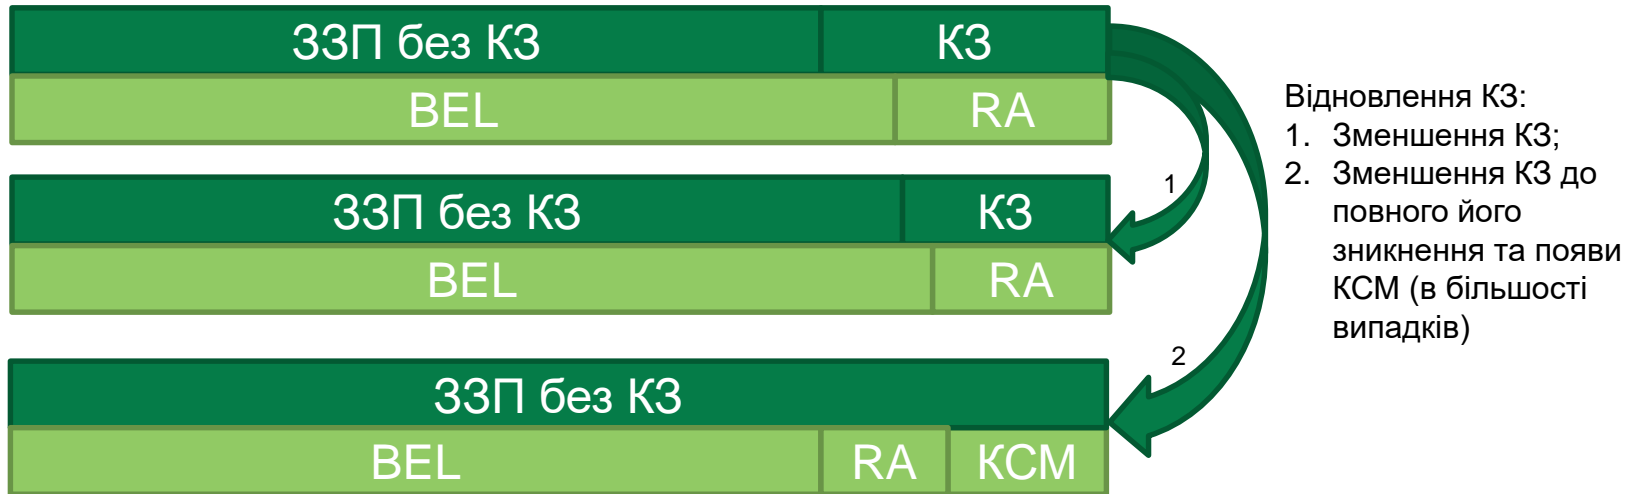 ЗЗП без КЗ КЗ
BEL RA
ЗЗП без КЗ КЗ
BEL RA
ЗЗП без КЗ
BEL RA КСМ
1
2
Відновлення КЗ:
1. Зменшення КЗ;
2. Зменшення КЗ до
повного його
зникнення та появи
КСМ (в більшості
випадків)